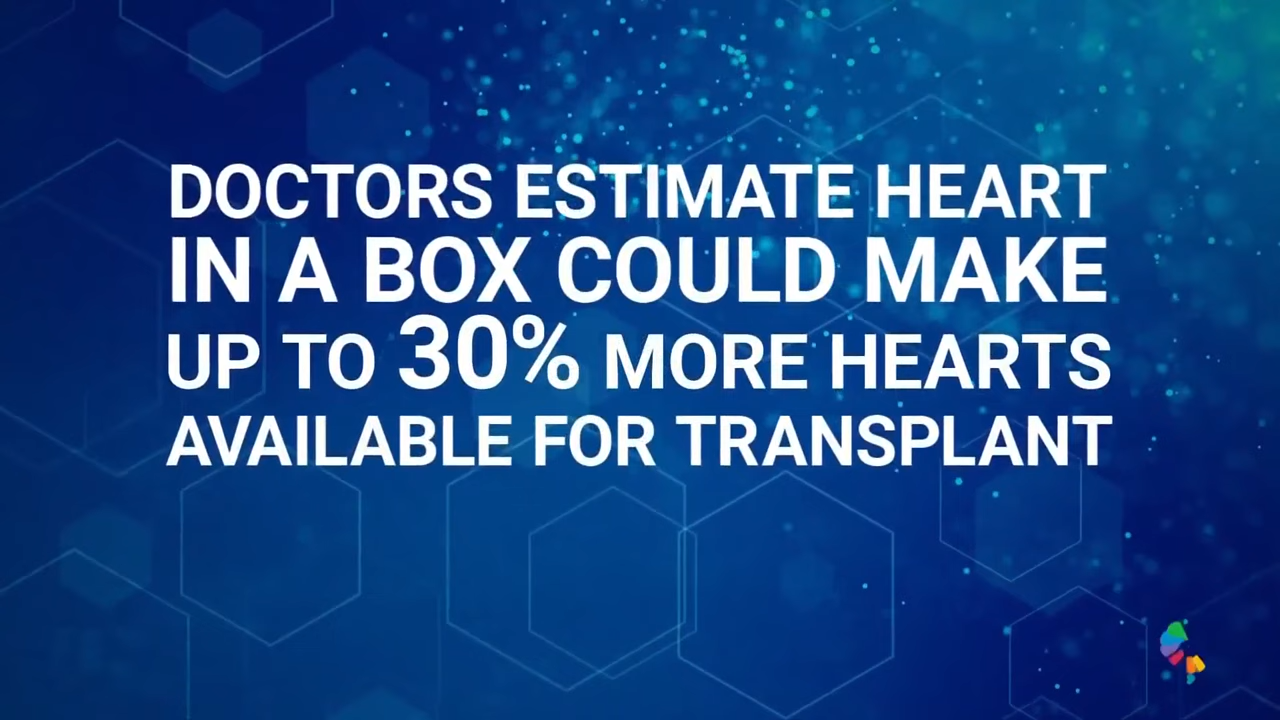 DOCTORS ESTIMATE HEART
IN A BOX COULD MAKE
UP TO 30% MORE HEARTS
AVAILABLE FOR TRANSPLANT